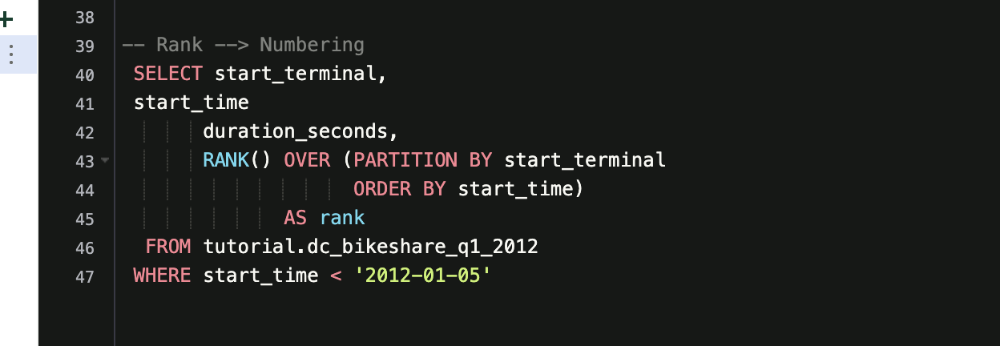 38
39 -- Rank --> Numbering
40 SELECT start_terminal,
41 start_time
42 duration_seconds,
43 RANK() OVER (PARTITION BY start_terminal
44 ORDER BY start_time)
45 AS rank
46 FROM tutorial.dc_bikeshare_q1_2012
47 WHERE start_time < '2012-01-05'